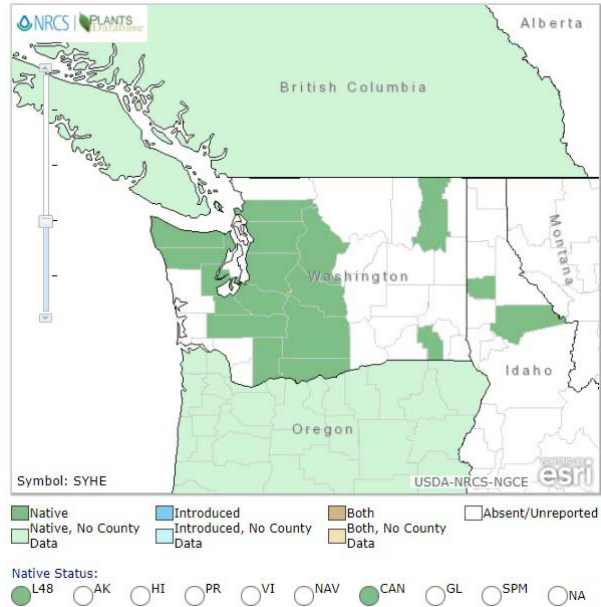 NRCS PLANTS
Database
Alberta
British Columbia
Montana
Washington
Idaho
Oregon
Symbol: SYHE
USDA-NRCS-NGCE
POWERED BY
esri
Native Introduced Both Absent/Unreported
Native, No County Data Introduced, No County Data Both, No County Data
Native Status:
L48 AK HI PR VI NAV CAN GL SPM NA